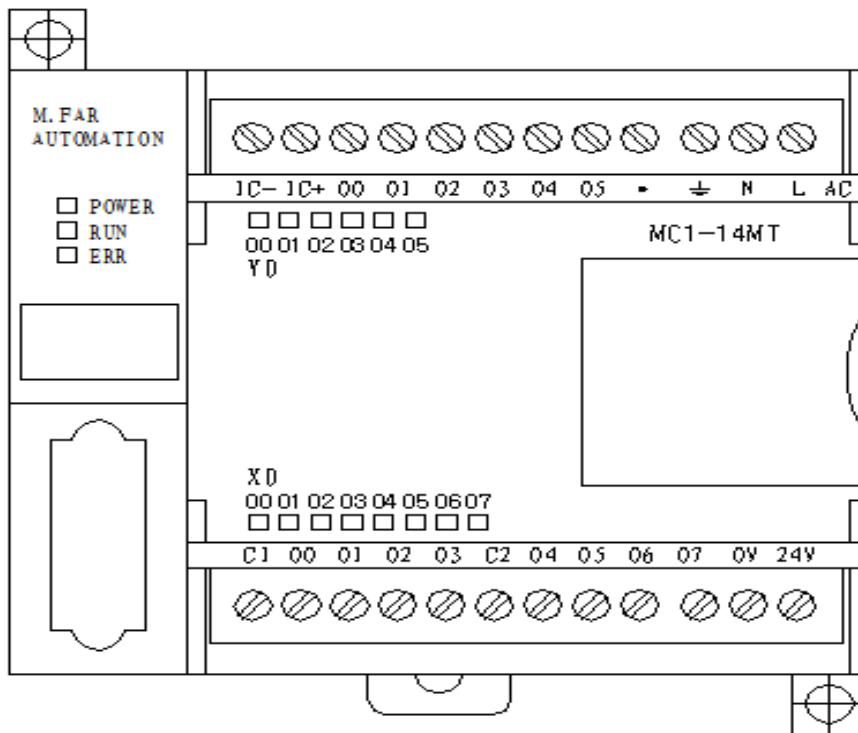 M.FAR
AUTOMATION
POWER
RUN
ERR
1C- 1C+ 00 01 02 03 04 05 • ⏚ N L AC
00 01 02 03 04 05
YD
MC1-14MT
XD
00 01 02 03 04 05 06 07
C1 00 01 02 03 C2 04 05 06 07 0V 24V